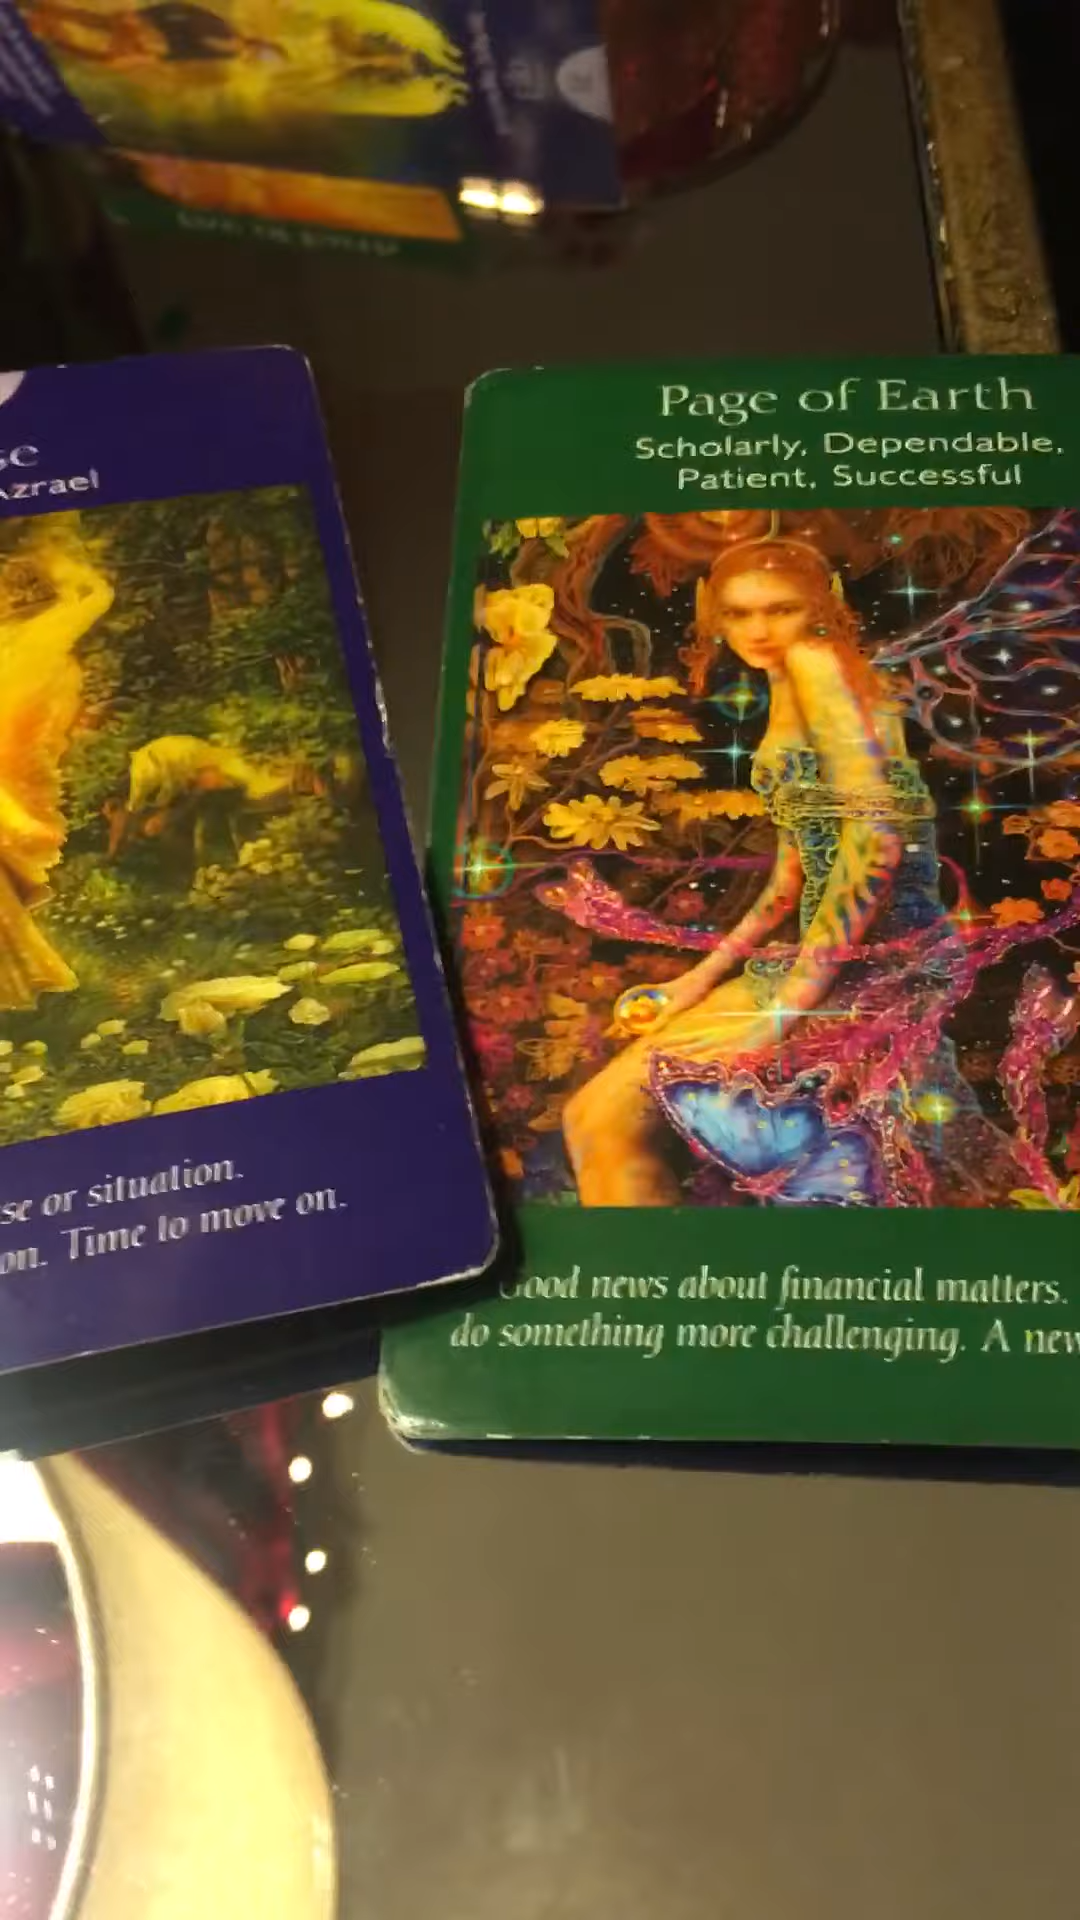 Azrael
se or situation.
on. Time to move on.
Page of Earth
Scholarly, Dependable,
Patient, Successful
Good news about financial matters.
do something more challenging. A new